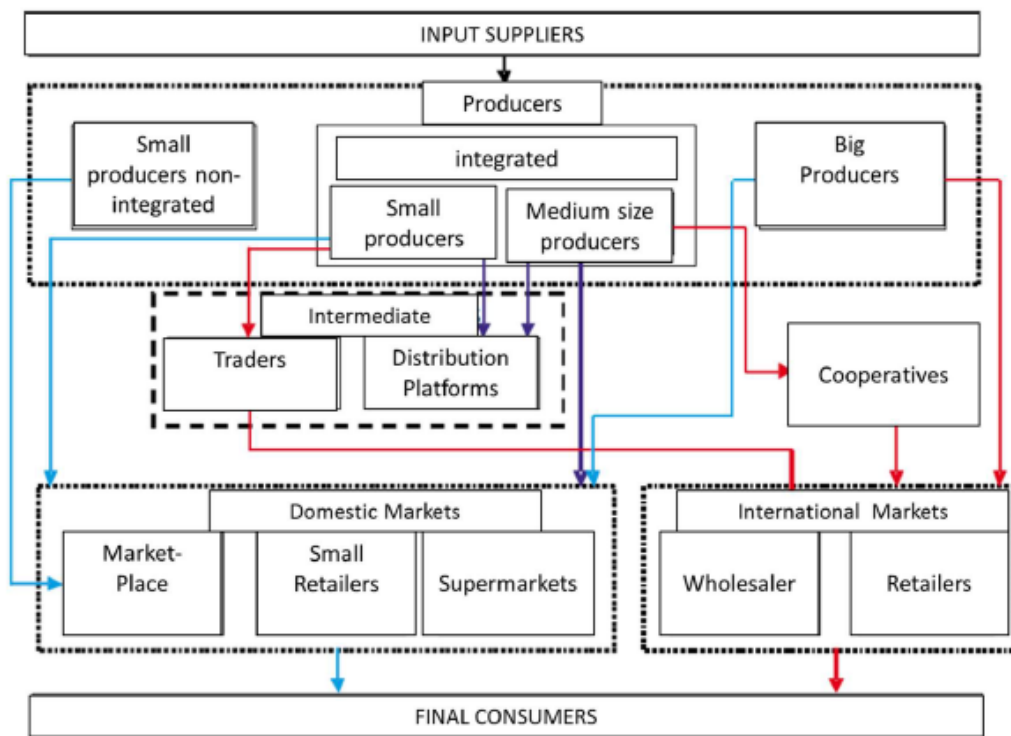 INPUT SUPPLIERS
Producers
Small
producers non-
integrated
integrated
Big
Producers
Small
producers
Medium size
producers
Intermediate
Traders
Distribution
Platforms
Cooperatives
Domestic Markets
International Markets
Market-
Place
Small
Retailers
Supermarkets
Wholesaler
Retailers
FINAL CONSUMERS